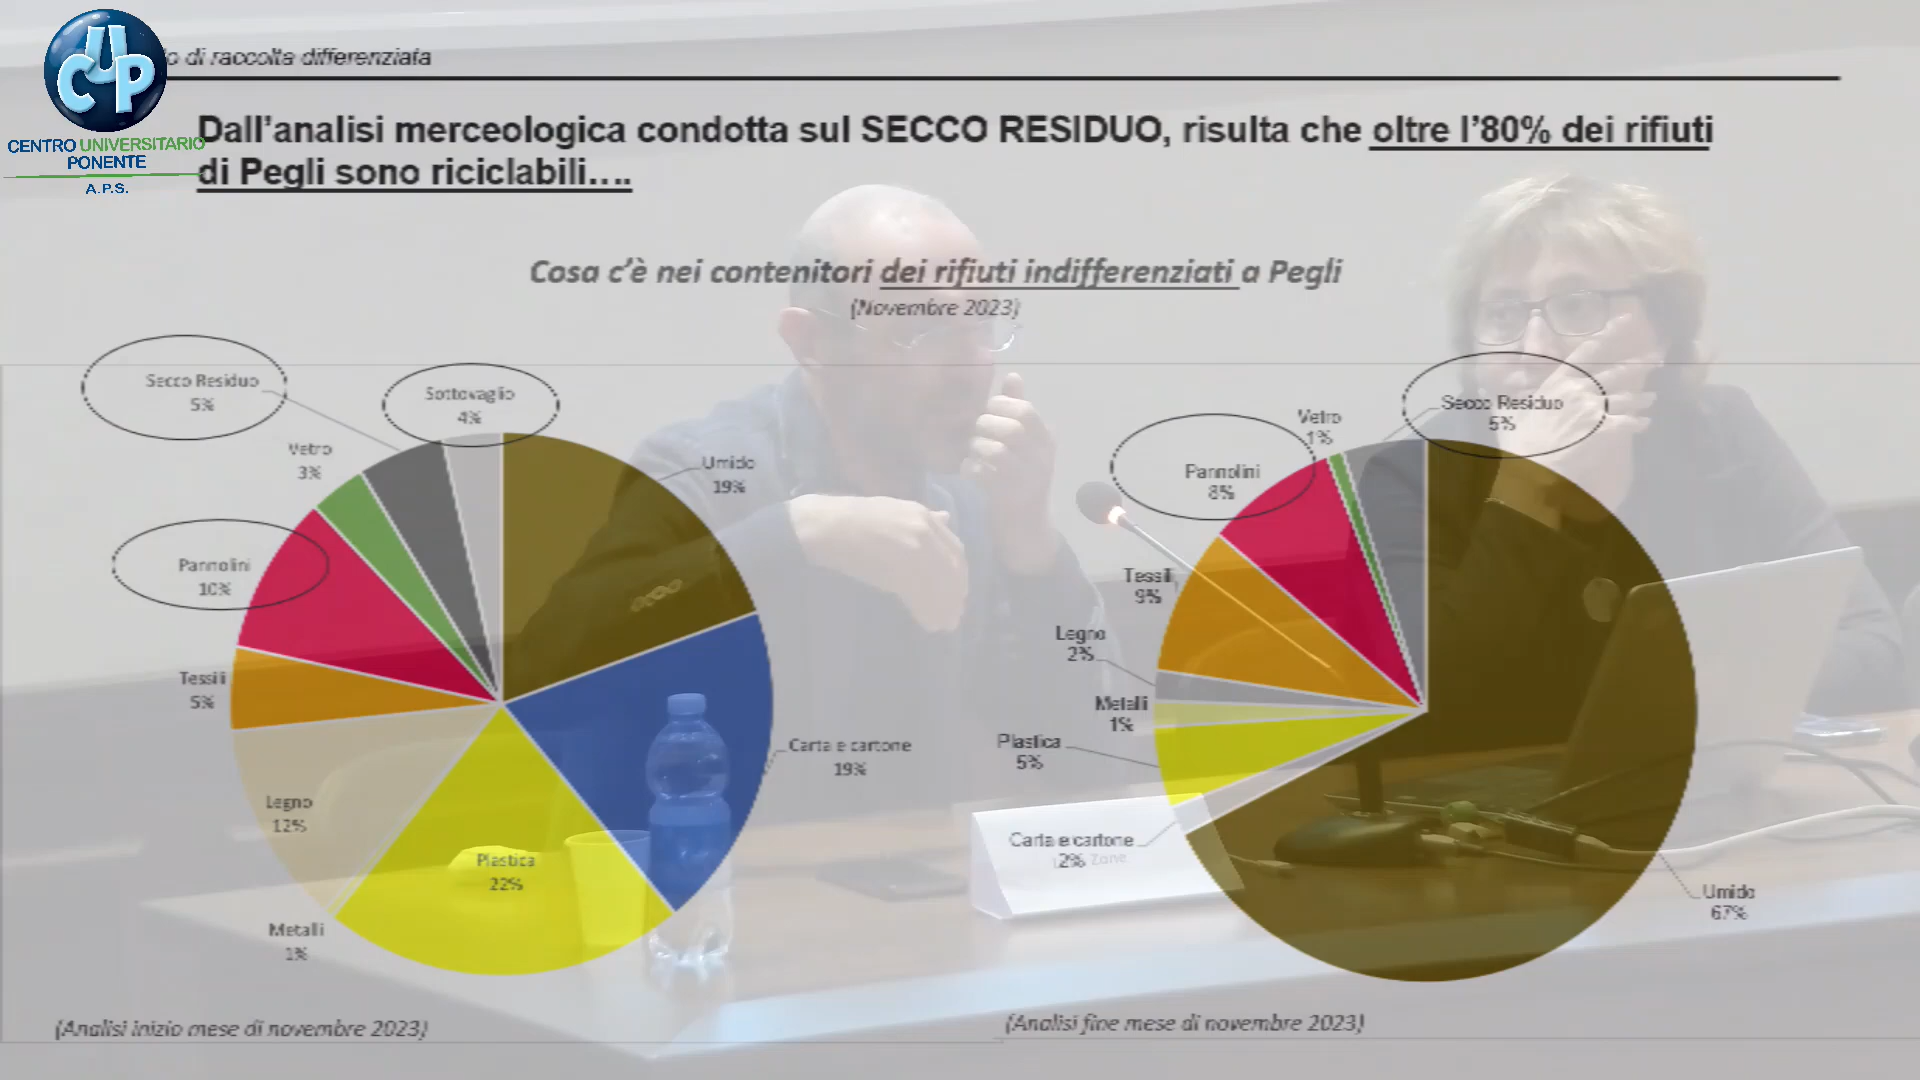 CUP
CENTRO UNIVERSITARIO
PONENTE
A.P.S.
o di raccolta differenziata
Dall'analisi merceologica condotta sul SECCO RESIDUO, risulta che oltre l'80% dei rifiuti
di Pegli sono riciclabili....
Cosa c'è nei contenitori dei rifiuti indifferenziati a Pegli
(Novembre 2023)
Secco Residuo
5%
Sottovaglio
4%
Vetro
3%
Umido
19%
Pannolini
10%
Tessili
5%
Carta e cartone
19%
Legno
12%
Plastica
22%
Metalli
1%
(Analisi inizio mese di novembre 2023)
Vetro
1%
Secco Residuo
5%
Pannolini
8%
Tessili
9%
Legno
2%
Metalli
1%
Plastica
5%
Carta e cartone
2%
Zane
Umido
67%
(Analisi fine mese di novembre 2023)